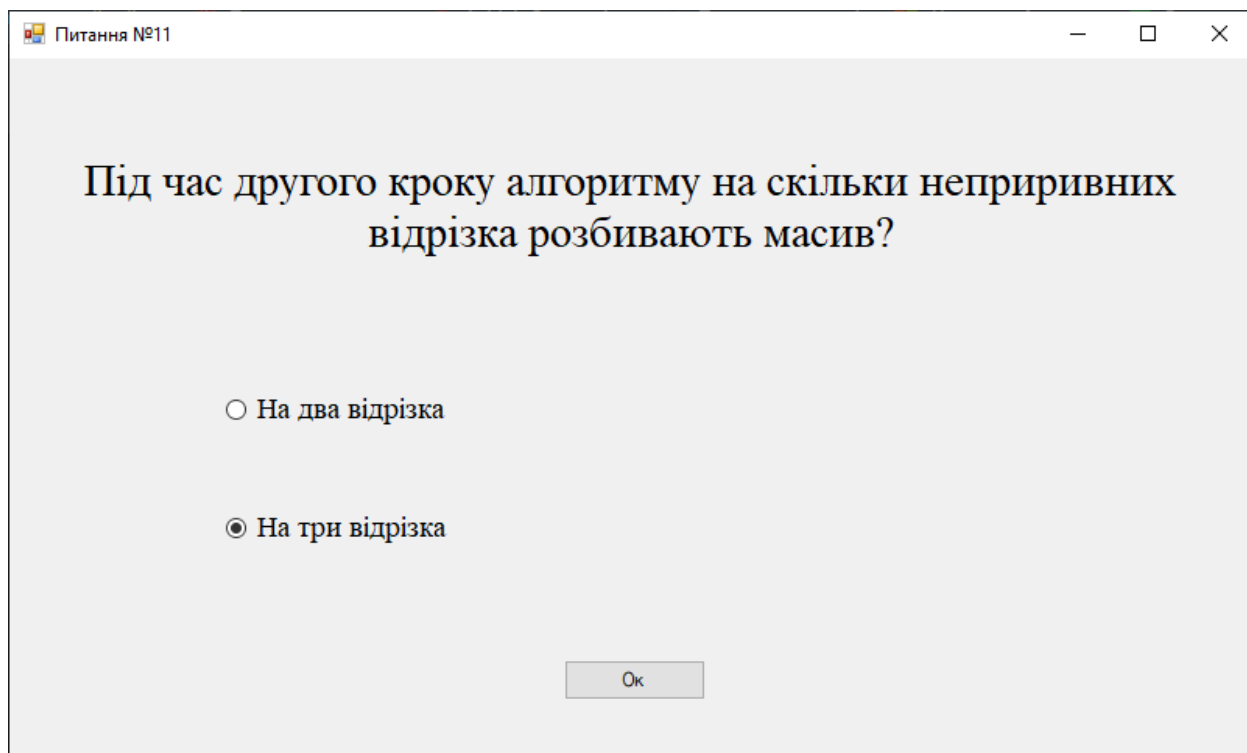 Питання №11
Під час другого кроку алгоритму на скільки неприривних
відрізка розбивають масив?
На два відрізка
На три відрізка
Ок